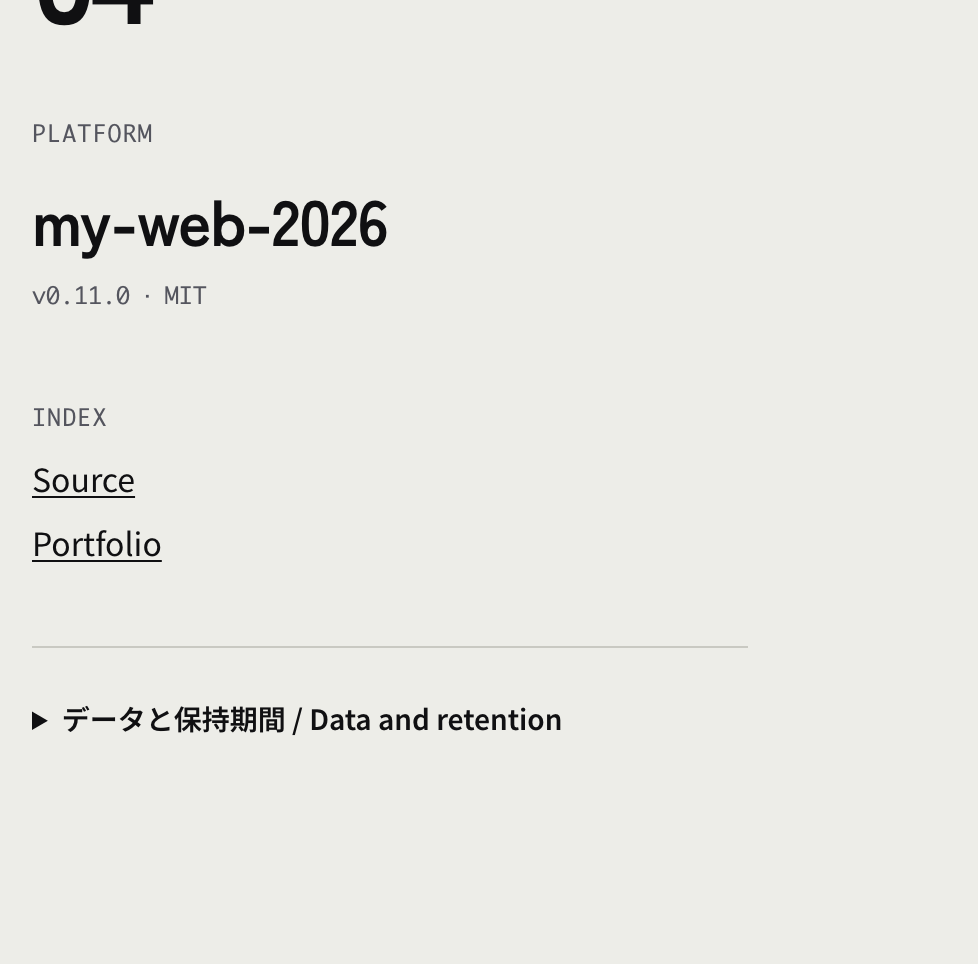 04
PLATFORM
my-web-2026
v0.11.0 · MIT
INDEX
Source
Portfolio
▶ データと保持期間 / Data and retention